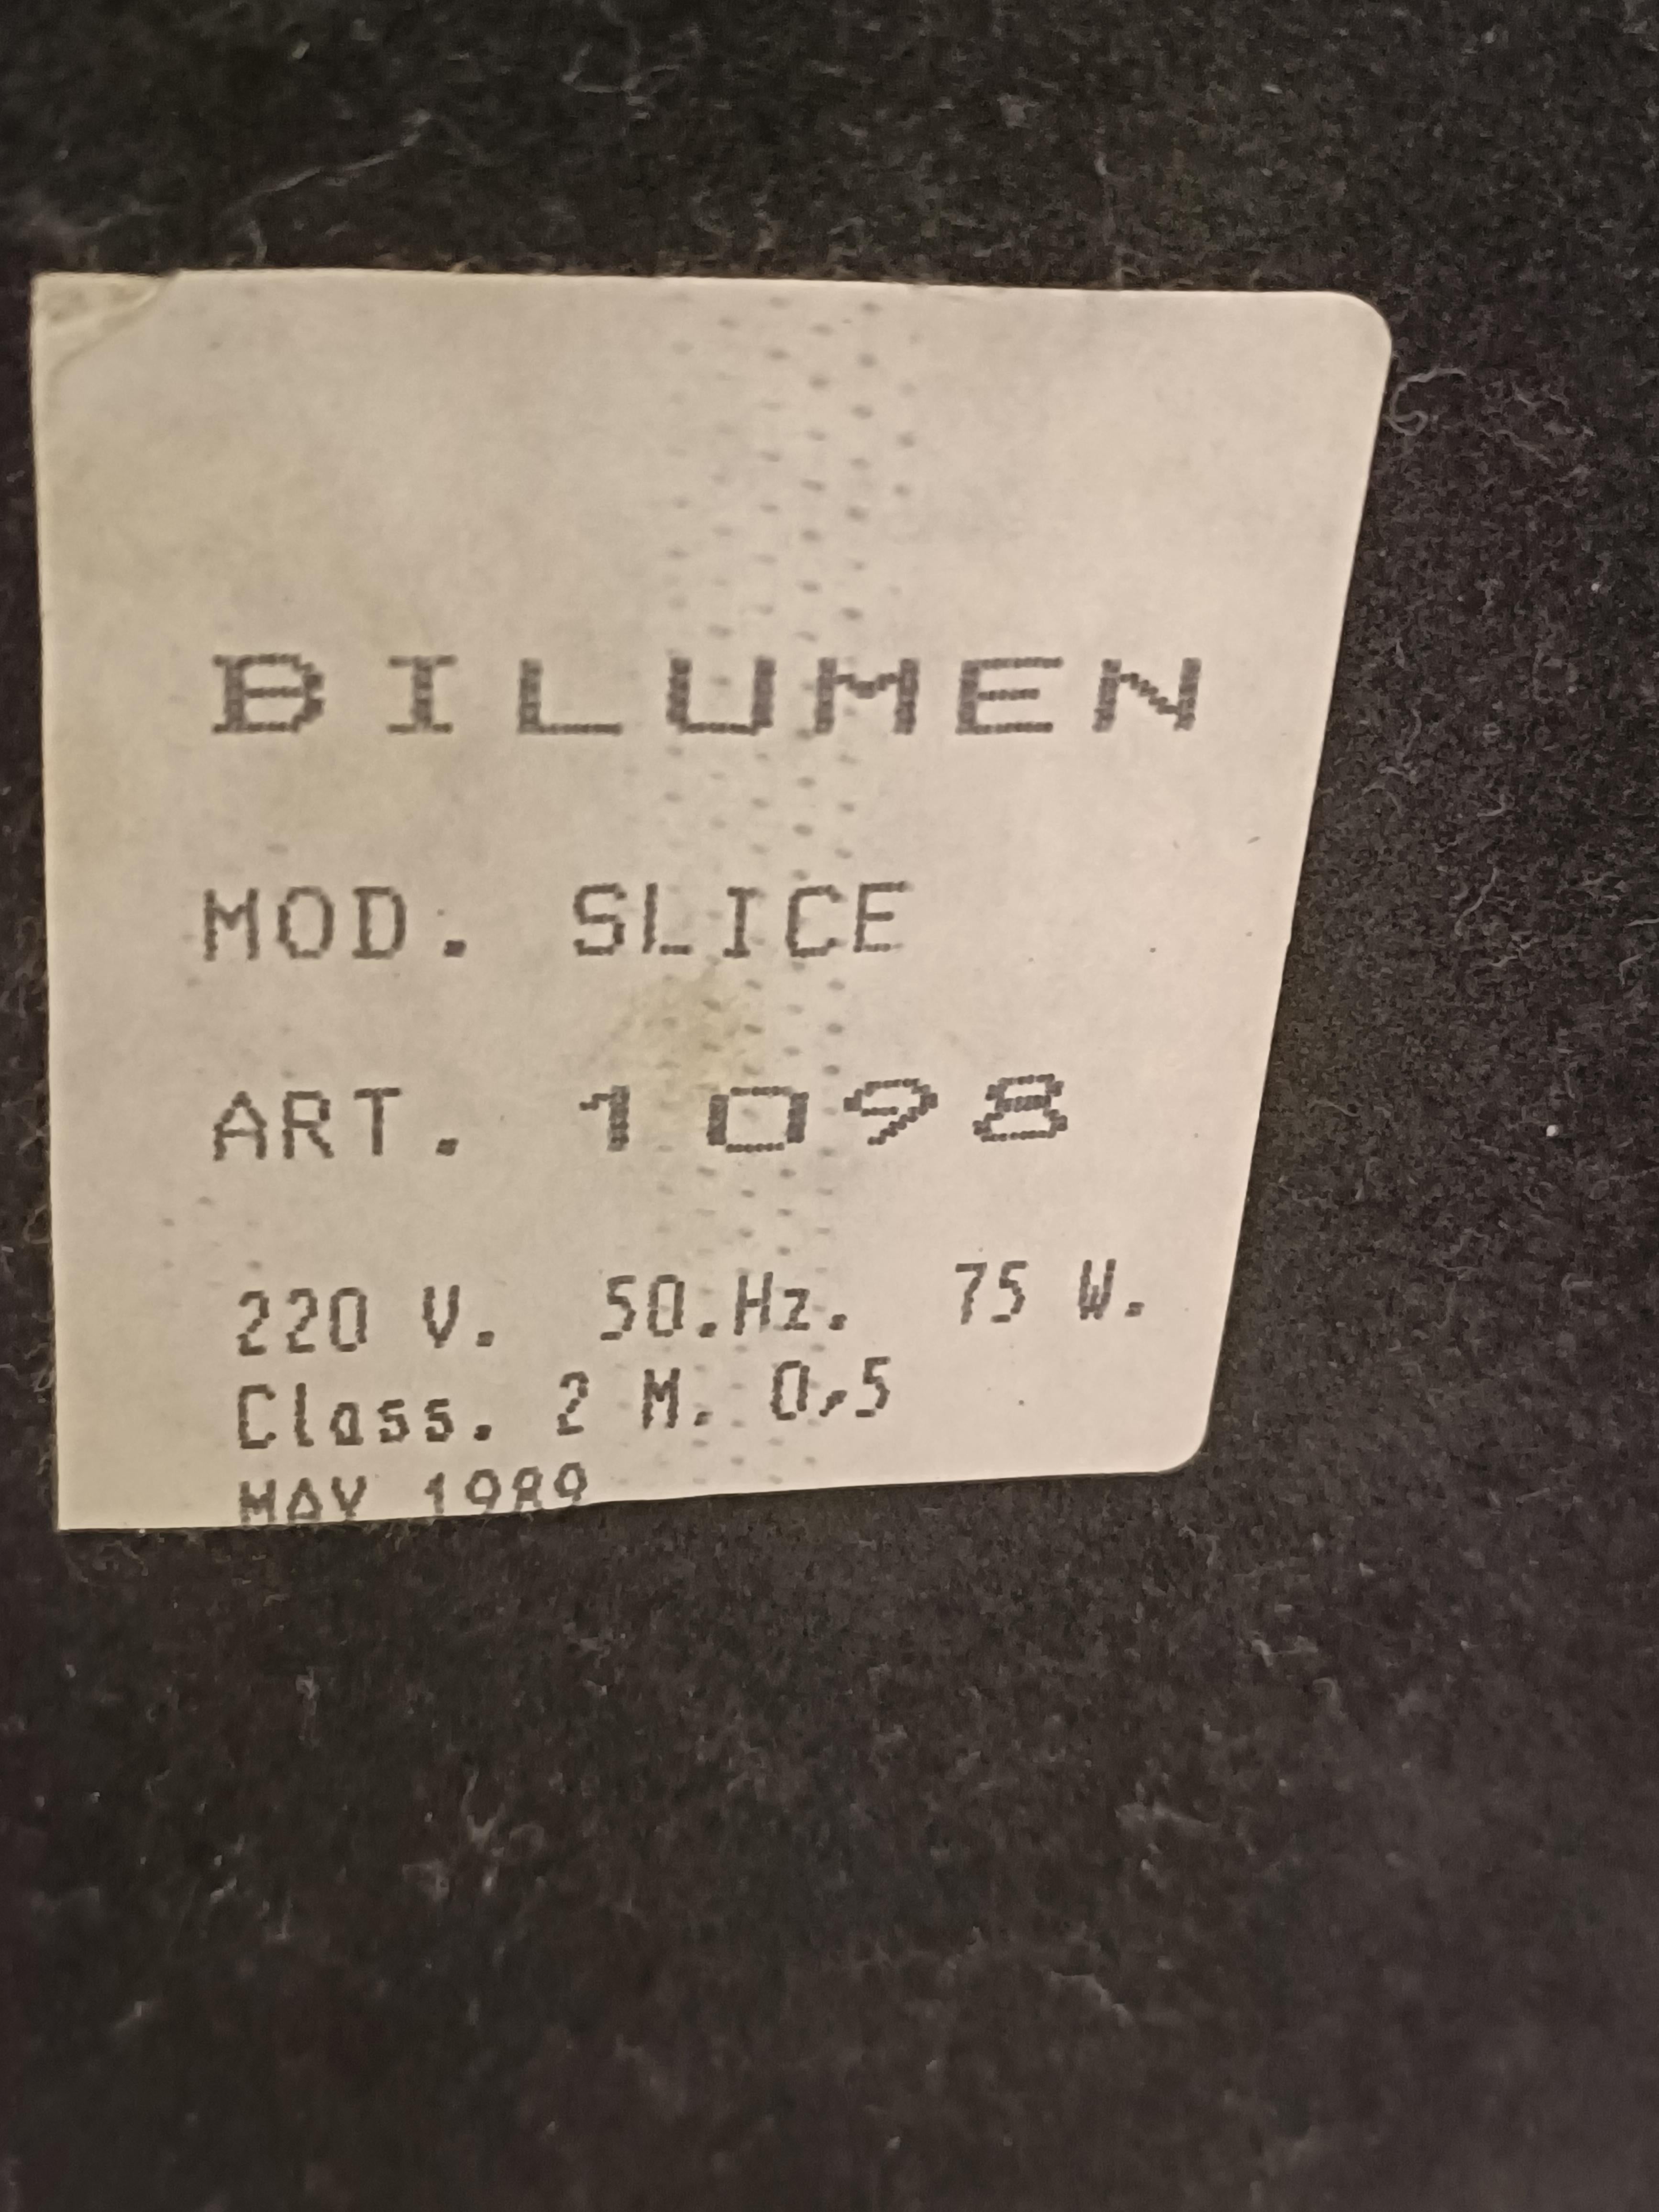 BILUMEN
MOD. SLICE
ART. 1098
220 V. 50.Hz. 75 W.
Class. 2 M. 0,5
MAY 1989